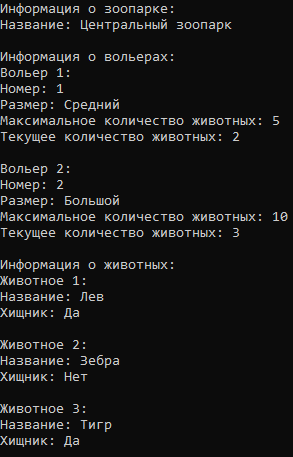 Информация о зоопарке:
Название: Центральный зоопарк
Информация о вольерах:
Вольер 1:
Номер: 1
Размер: Средний
Максимальное количество животных: 5
Текущее количество животных: 2
Вольер 2:
Номер: 2
Размер: Большой
Максимальное количество животных: 10
Текущее количество животных: 3
Информация о животных:
Животное 1:
Название: Лев
Хищник: Да
Животное 2:
Название: Зебра
Хищник: Нет
Животное 3:
Название: Тигр
Хищник: Да